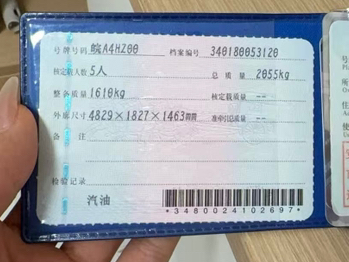 号牌号码 皖A4HZ00 档案编号 340180053120
核定载人数 5人 总质量 2055kg
整备质量 1610kg 核定载质量 --
外廓尺寸 4829×1827×1463mm 准牵引总质量 --
备注
检验记录
汽油
*3480024102697*